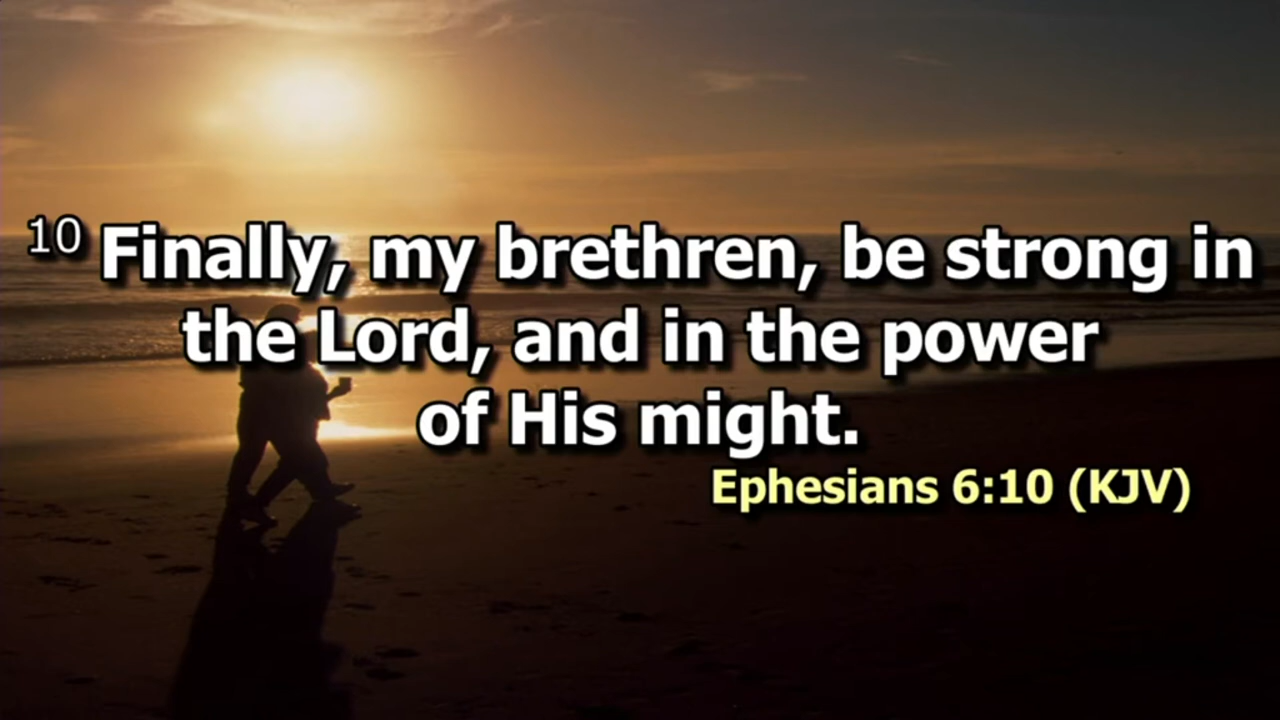 10 Finally, my brethren, be strong in
the Lord, and in the power
of His might.
Ephesians 6:10 (KJV)